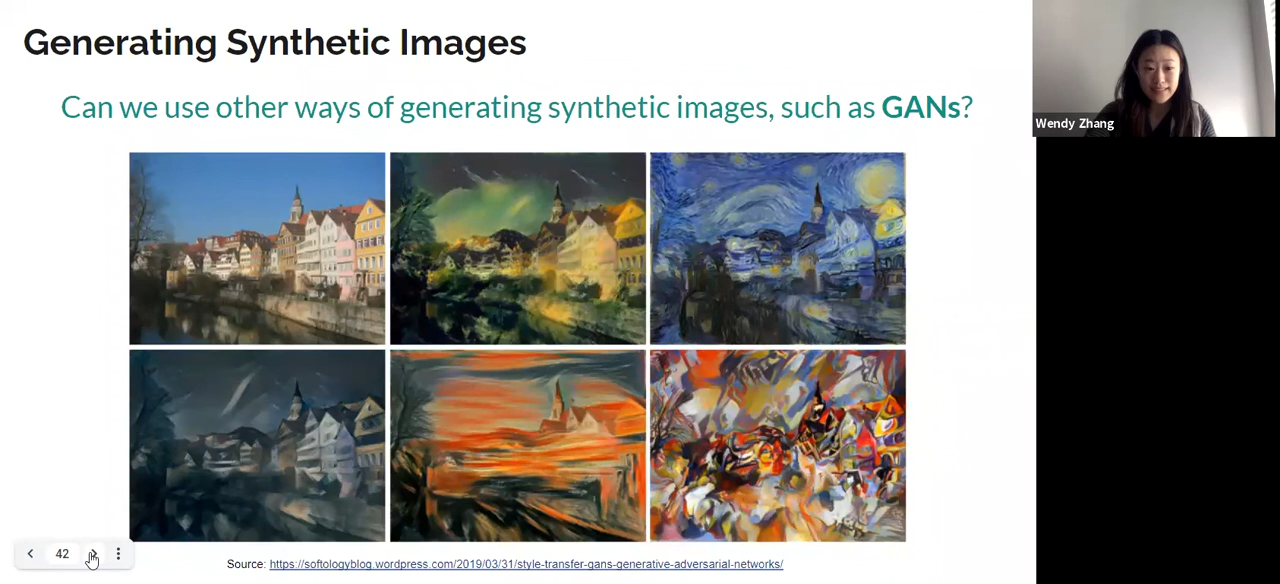 Generating Synthetic Images
Can we use other ways of generating synthetic images, such as GANs?
Wendy Zhang
42
Source: https://softologyblog.wordpress.com/2019/03/31/style-transfer-gans-generative-adversarial-networks/